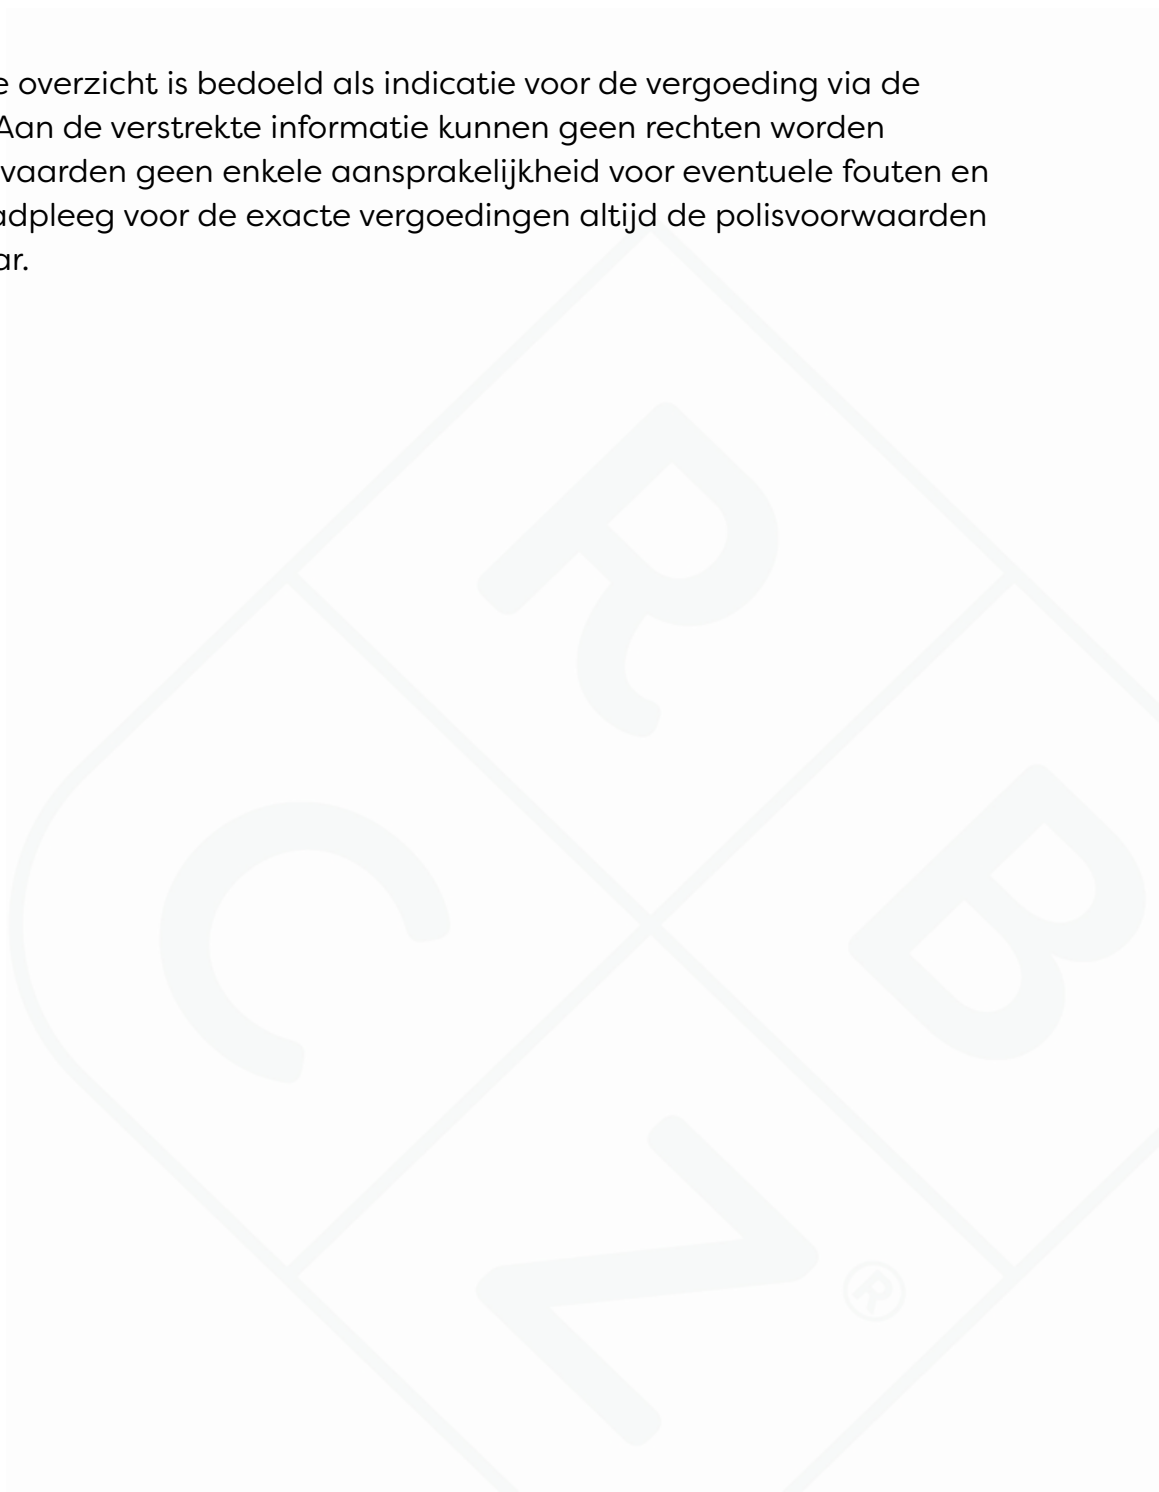 e overzicht is bedoeld als indicatie voor de vergoeding via de
Aan de verstrekte informatie kunnen geen rechten worden
vaarden geen enkele aansprakelijkheid voor eventuele fouten en
adpleeg voor de exacte vergoedingen altijd de polisvoorwaarden
ar.
R
C B
Z ®